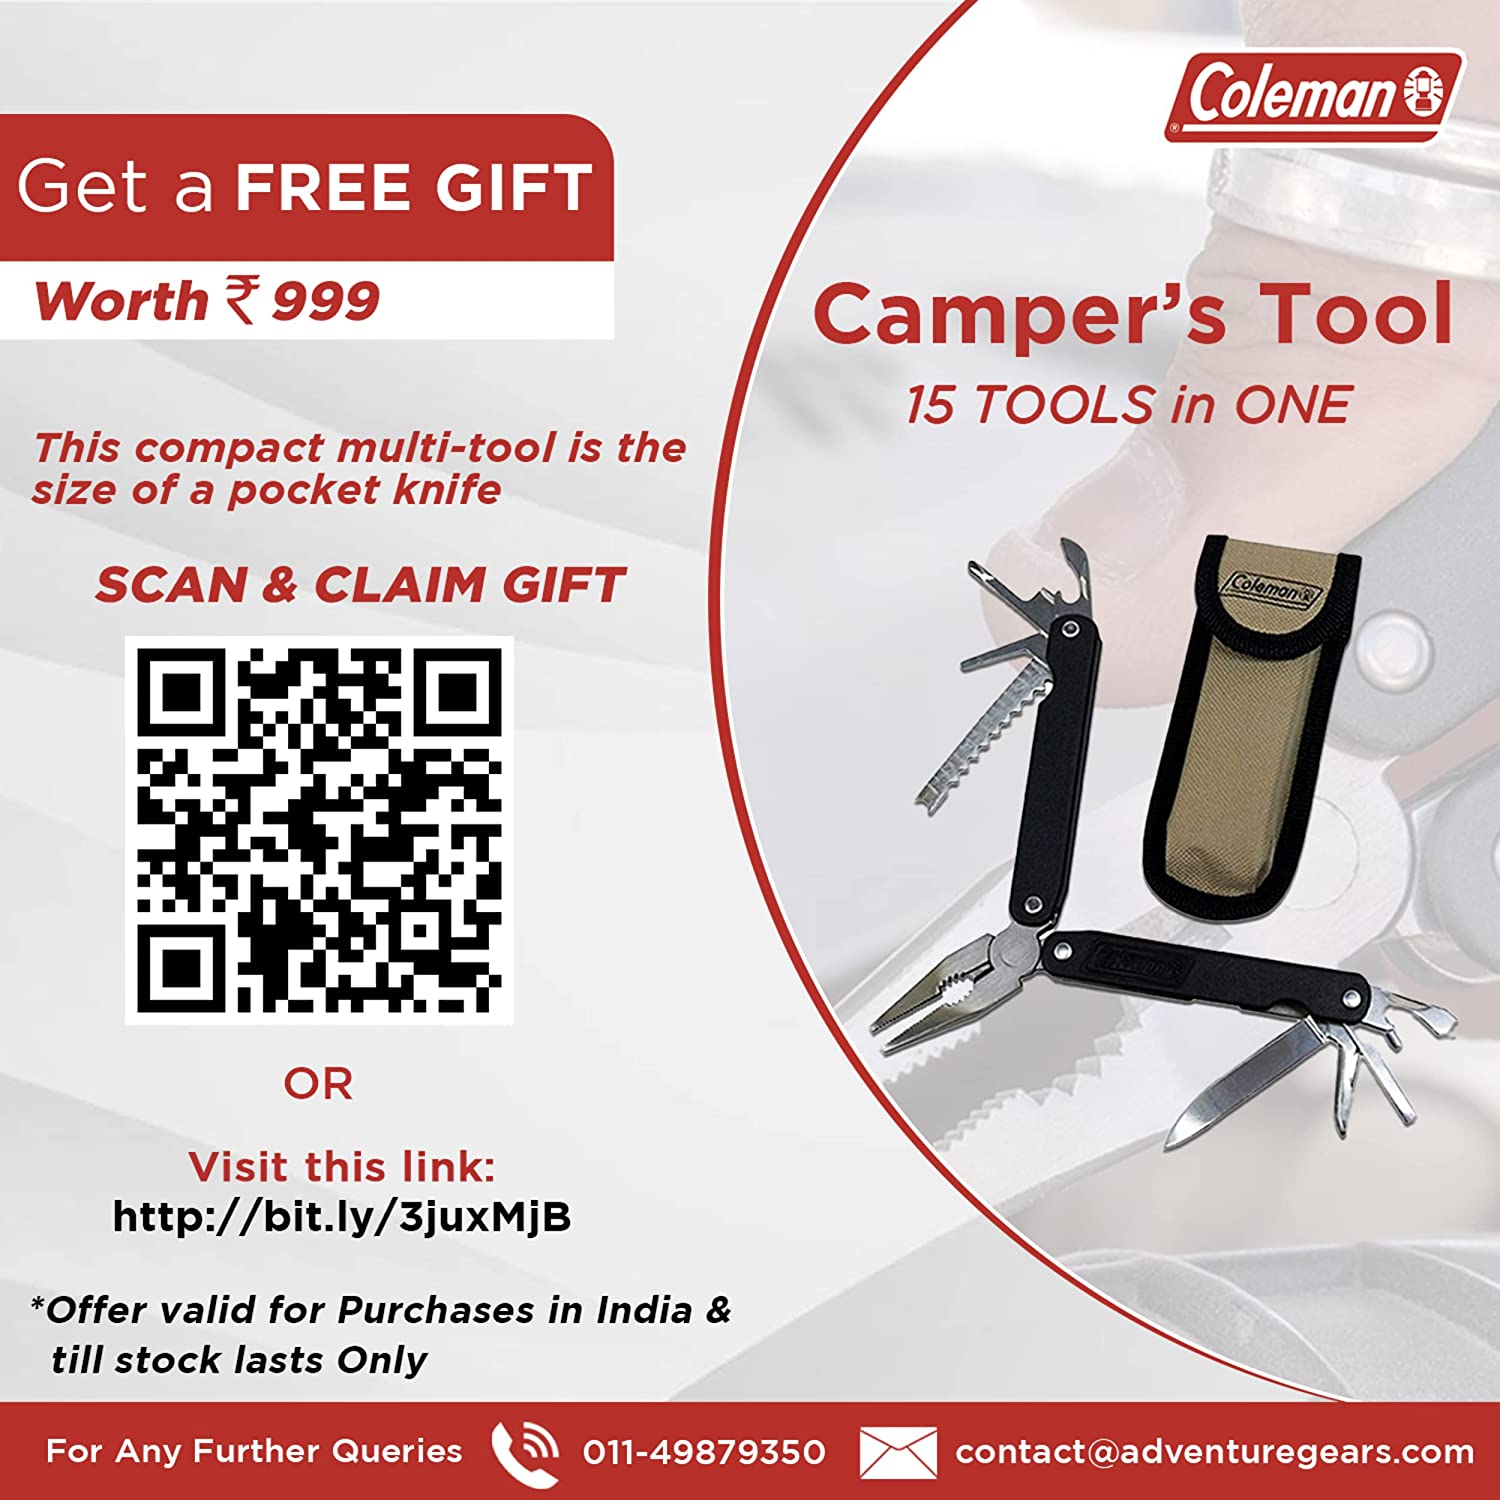 Coleman
Get a FREE GIFT
Worth ₹ 999
Camper's Tool
15 TOOLS in ONE
This compact multi-tool is the
size of a pocket knife
SCAN & CLAIM GIFT
Coleman
Coleman
OR
Visit this link:
http://bit.ly/3juxMjB
*Offer valid for Purchases in India &
till stock lasts Only
For Any Further Queries
011-49879350
contact@adventuregears.com